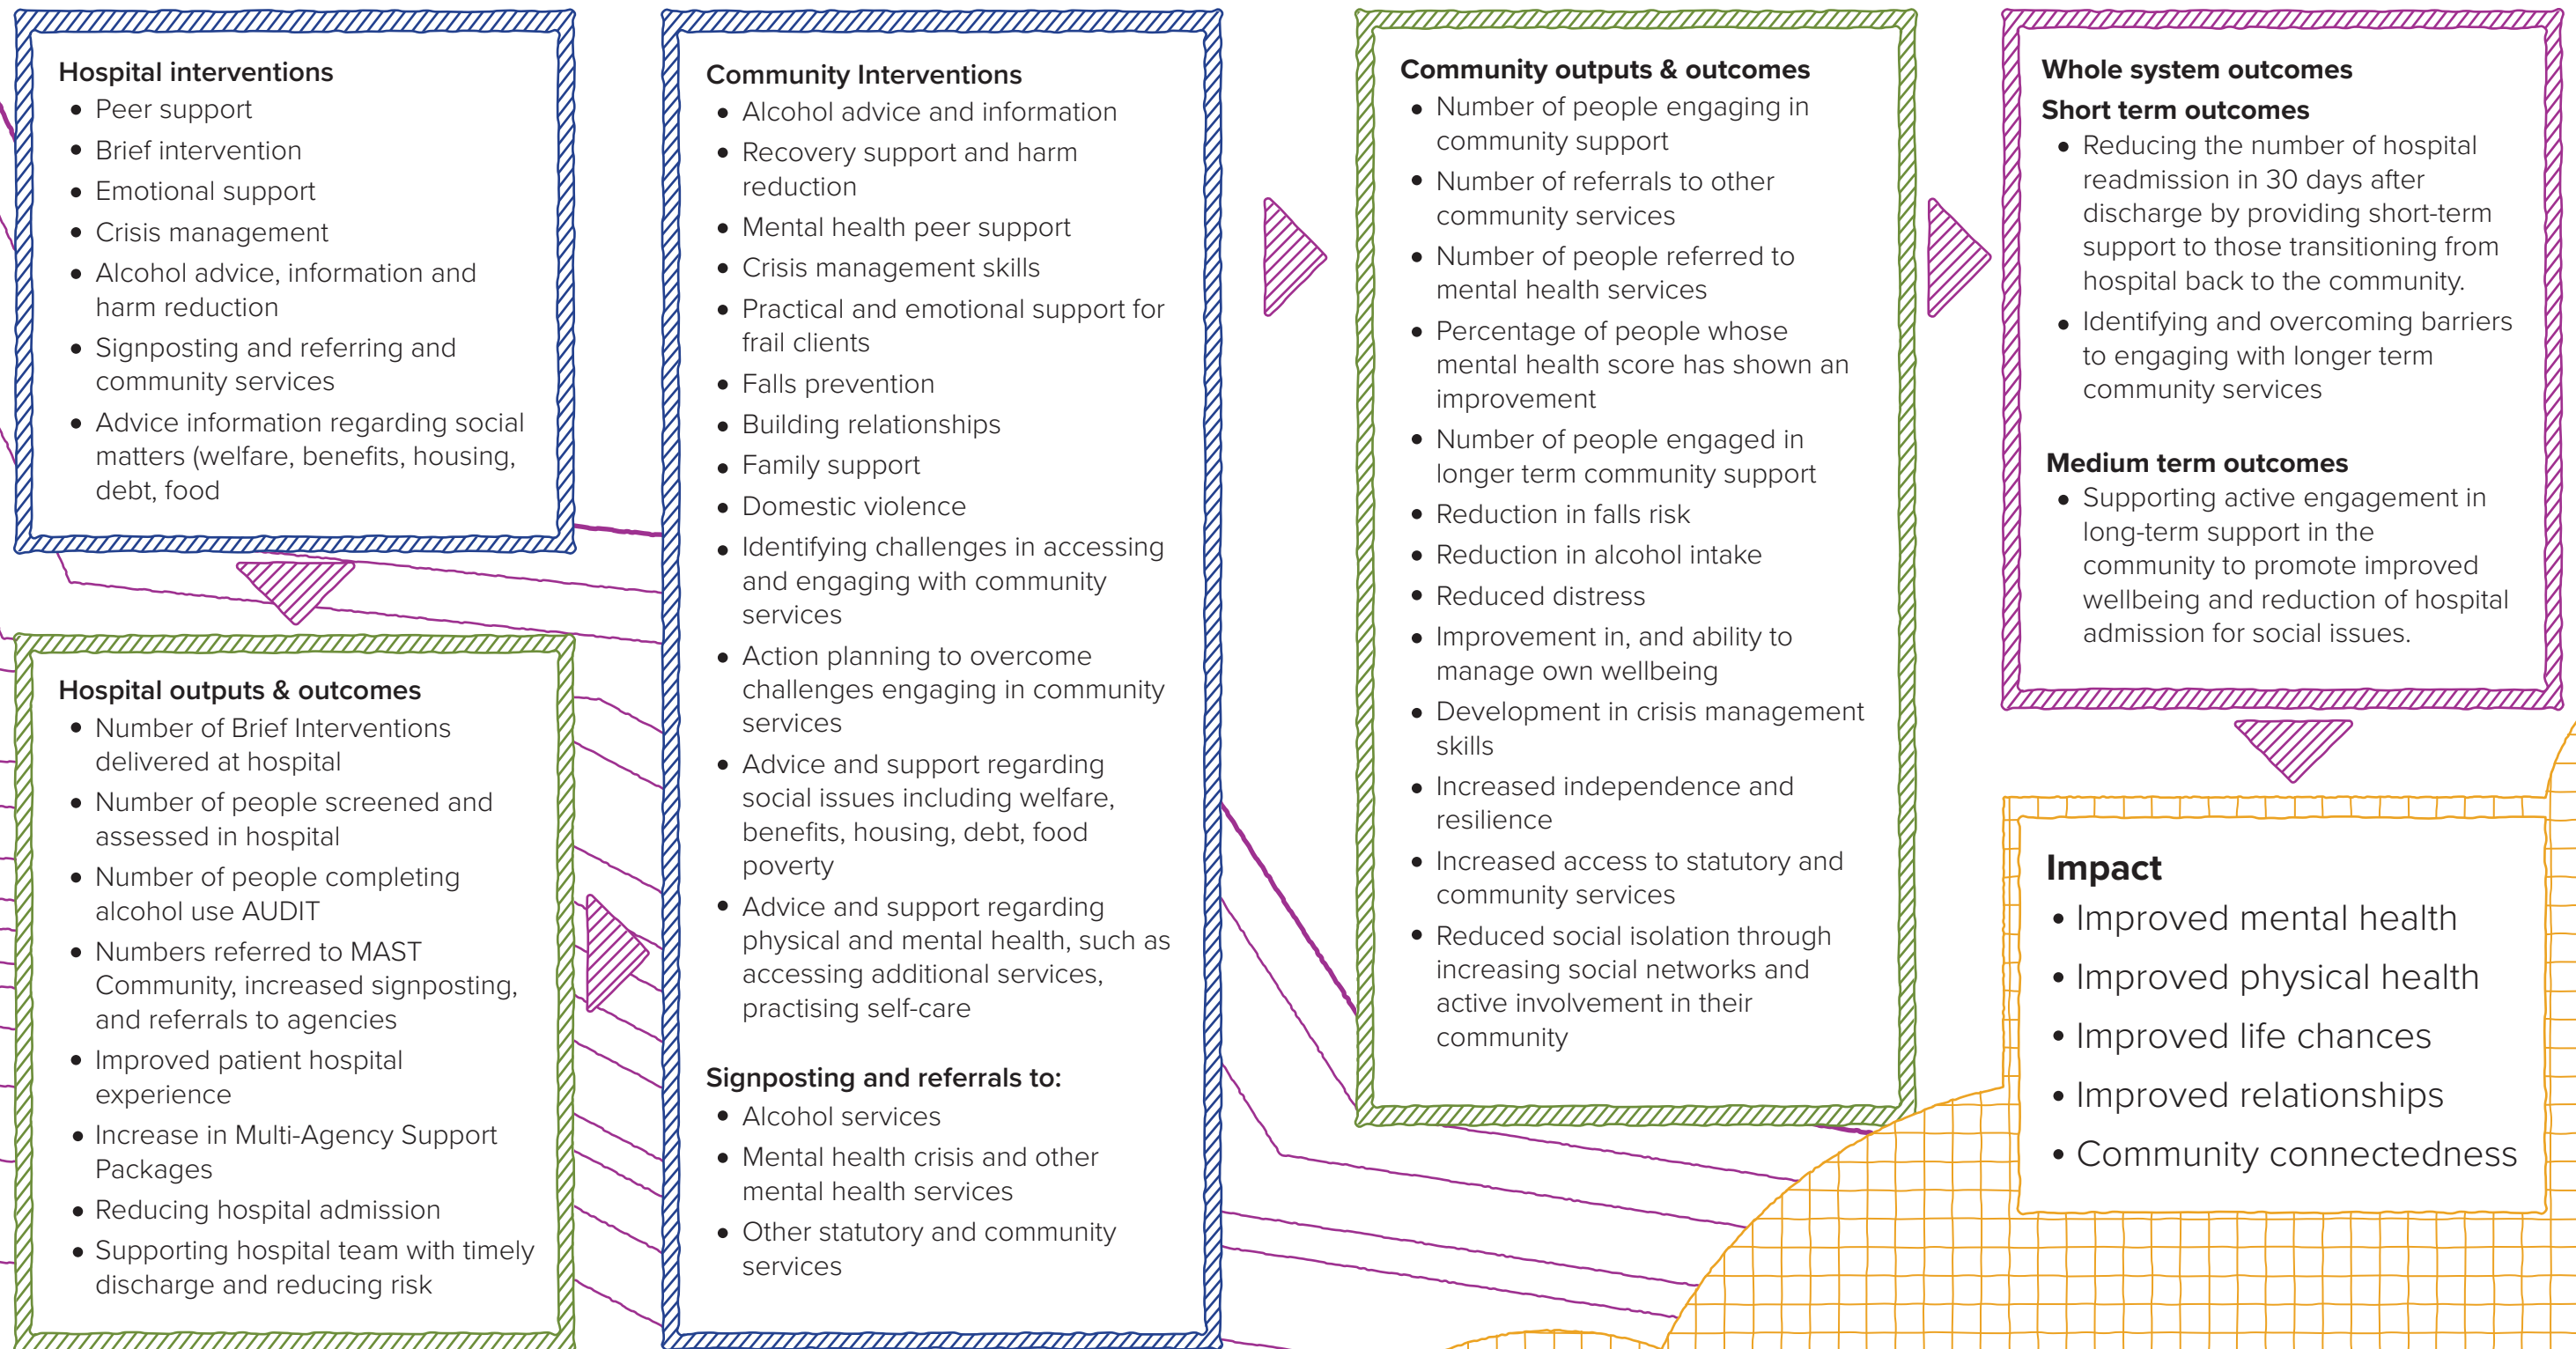 Hospital interventions
• Peer support
• Brief intervention
• Emotional support
• Crisis management
• Alcohol advice, information and
harm reduction
• Signposting and referring and
community services
• Advice information regarding social
matters (welfare, benefits, housing,
debt, food
Hospital outputs & outcomes
• Number of Brief Interventions
delivered at hospital
• Number of people screened and
assessed in hospital
• Number of people completing
alcohol use AUDIT
• Numbers referred to MAST
Community, increased signposting,
and referrals to agencies
• Improved patient hospital
experience
• Increase in Multi-Agency Support
Packages
• Reducing hospital admission
• Supporting hospital team with timely
discharge and reducing risk
Community Interventions
• Alcohol advice and information
• Recovery support and harm
reduction
• Mental health peer support
• Crisis management skills
• Practical and emotional support for
frail clients
• Falls prevention
• Building relationships
• Family support
• Domestic violence
• Identifying challenges in accessing
and engaging with community
services
• Action planning to overcome
challenges engaging in community
services
• Advice and support regarding
social issues including welfare,
benefits, housing, debt, food
poverty
• Advice and support regarding
physical and mental health, such as
accessing additional services,
practising self-care
Signposting and referrals to:
• Alcohol services
• Mental health crisis and other
mental health services
• Other statutory and community
services
Community outputs & outcomes
• Number of people engaging in
community support
• Number of referrals to other
community services
• Number of people referred to
mental health services
• Percentage of people whose
mental health score has shown an
improvement
• Number of people engaged in
longer term community support
• Reduction in falls risk
• Reduction in alcohol intake
• Reduced distress
• Improvement in, and ability to
manage own wellbeing
• Development in crisis management
skills
• Increased independence and
resilience
• Increased access to statutory and
community services
• Reduced social isolation through
increasing social networks and
active involvement in their
community
Whole system outcomes
Short term outcomes
• Reducing the number of hospital
readmission in 30 days after
discharge by providing short-term
support to those transitioning from
hospital back to the community.
• Identifying and overcoming barriers
to engaging with longer term
community services
Medium term outcomes
• Supporting active engagement in
long-term support in the
community to promote improved
wellbeing and reduction of hospital
admission for social issues.
Impact
• Improved mental health
• Improved physical health
• Improved life chances
• Improved relationships
• Community connectedness